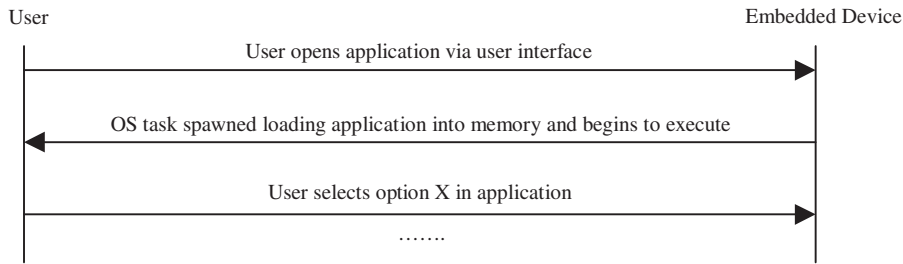 User
Embedded Device
User opens application via user interface
OS task spawned loading application into memory and begins to execute
User selects option X in application
.......